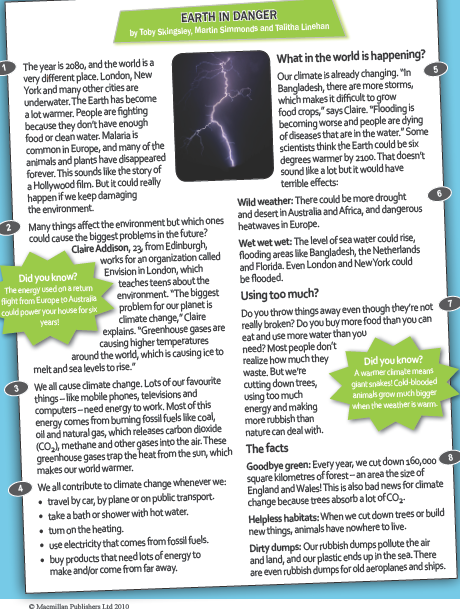 EARTH IN DANGER
by Toby Skingsley, Martin Simmonds and Talitha Linehan
1
The year is 2080, and the world is a
very different place. London, New
York and many other cities are
underwater. The Earth has become
a lot warmer. People are fighting
because they don't have enough
food or clean water. Malaria is
common in Europe, and many of the
animals and plants have disappeared
forever. This sounds like the story of
a Hollywood film. But it could really
happen if we keep damaging
the environment.
2
Many things affect the environment but which ones
could cause the biggest problems in the future?
Claire Addison, 23, from Edinburgh,
works for an organization called
Envision in London, which
teaches teens about the
environment. "The biggest
problem for our planet is
climate change," Claire
explains. "Greenhouse gases are
causing higher temperatures
around the world, which is causing ice to
melt and sea levels to rise."
Did you know?
The energy used on a return
flight from Europe to Australia
could power your house for six
years!
3
We all cause climate change. Lots of our favourite
things – like mobile phones, televisions and
computers – need energy to work. Most of this
energy comes from burning fossil fuels like coal,
oil and natural gas, which releases carbon dioxide
(CO₂), methane and other gases into the air. These
greenhouse gases trap the heat from the sun, which
makes our world warmer.
4
We all contribute to climate change whenever we:
• travel by car, by plane or on public transport.
• take a bath or shower with hot water.
• turn on the heating.
• use electricity that comes from fossil fuels.
• buy products that need lots of energy to
make and/or come from far away.
What in the world is happening?
5
Our climate is already changing. "In
Bangladesh, there are more storms,
which makes it difficult to grow
food crops," says Claire. "Flooding is
becoming worse and people are dying
of diseases that are in the water." Some
scientists think the Earth could be six
degrees warmer by 2100. That doesn't
sound like a lot but it would have
terrible effects:
6
Wild weather: There could be more drought
and desert in Australia and Africa, and dangerous
heatwaves in Europe.
Wet wet wet: The level of sea water could rise,
flooding areas like Bangladesh, the Netherlands
and Florida. Even London and New York could
be flooded.
Using too much?
7
Do you throw things away even though they're not
really broken? Do you buy more food than you can
eat and use more water than you
need? Most people don't
realize how much they
waste. But we're
cutting down trees,
using too much
energy and making
more rubbish than
nature can deal with.
Did you know?
A warmer climate means
giant snakes! Cold-blooded
animals grow much bigger
when the weather is warm.
The facts
8
Goodbye green: Every year, we cut down 160,000
square kilometres of forest – an area the size of
England and Wales! This is also bad news for climate
change because trees absorb a lot of CO₂.
Helpless habitats: When we cut down trees or build
new things, animals have nowhere to live.
Dirty dumps: Our rubbish dumps pollute the air
and land, and our plastic ends up in the sea. There
are even rubbish dumps for old aeroplanes and ships.
© Macmillan Publishers Ltd 2010